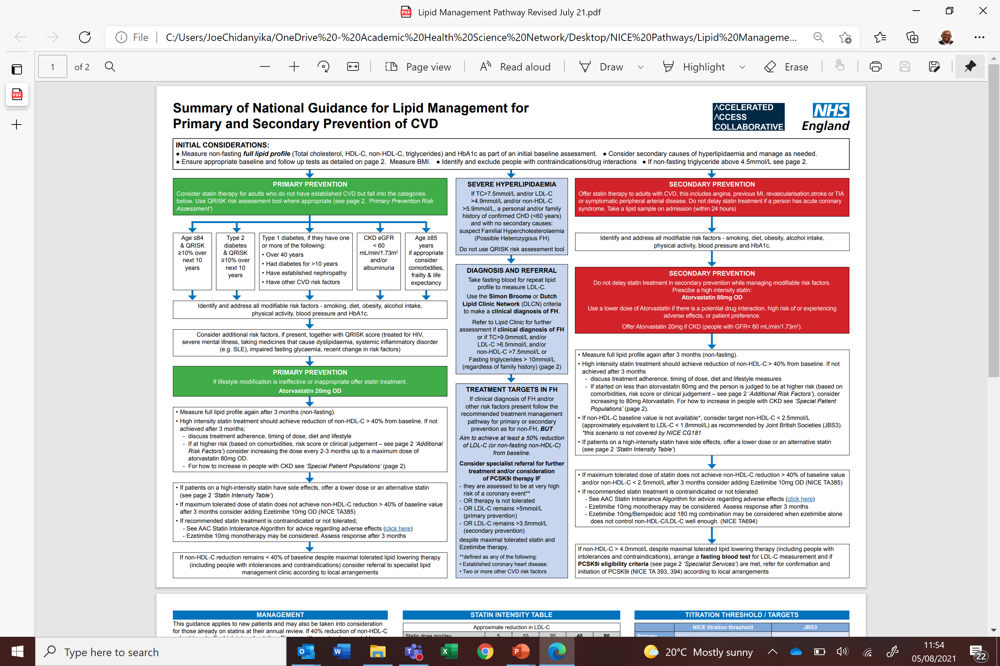 Lipid Management Pathway Revised July 21.pdf
File
C:/Users/JoeChidanyika/OneDrive%20-%20Academic%20Health%20Science%20Network/Desktop/NICE%20Pathways/Lipid%20Manageme...
1
of 2
Page view
Read aloud
Draw
Highlight
Erase
PDF
Summary of National Guidance for Lipid Management for
Primary and Secondary Prevention of CVD
ACCELERATED
ACCESS
COLLABORATIVE
NHS
England
INITIAL CONSIDERATIONS:
● Measure non-fasting full lipid profile (Total cholesterol, HDL-C, non-HDL-C, triglycerides) and HbA1c as part of an initial baseline assessment. ● Consider secondary causes of hyperlipidaemia and manage as needed.
● Ensure appropriate baseline and follow up tests as detailed on page 2. Measure BMI. ● Identify and exclude people with contraindications/drug interactions ● If non-fasting triglyceride above 4.5mmol/L see page 2.
PRIMARY PREVENTION
Consider statin therapy for adults who do not have established CVD but fall into the categories
below. Use QRISK risk assessment tool where appropriate (see page 2, ‘Primary Prevention Risk
Assessment’)
Age ≤84
& QRISK
≥10% over
next 10
years
Type 2
diabetes
& QRISK
≥10% over
next 10
years
Type 1 diabetes, if they have one
or more of the following:
• Over 40 years
• Had diabetes for >10 years
• Have established nephropathy
• Have other CVD risk factors
CKD eGFR
< 60
mL/min/1.73m²
and/or
albuminuria
Age ≥85
years
if appropriate
consider
comorbidities,
frailty & life
expectancy
Identify and address all modifiable risk factors - smoking, diet, obesity, alcohol intake,
physical activity, blood pressure and HbA1c.
Consider additional risk factors, if present, together with QRISK score (treated for HIV,
severe mental illness, taking medicines that cause dyslipidaemia, systemic inflammatory disorder
(e.g. SLE), impaired fasting glycaemia, recent change in risk factors)
PRIMARY PREVENTION
If lifestyle modification is ineffective or inappropriate offer statin treatment.
Atorvastatin 20mg OD
• Measure full lipid profile again after 3 months (non-fasting).
• High intensity statin treatment should achieve reduction of non-HDL-C > 40% from baseline. If not
achieved after 3 months;
- discuss treatment adherence, timing of dose, diet and lifestyle
- If at higher risk (based on comorbidities, risk score or clinical judgement – see page 2 ‘Additional
Risk Factors’) consider increasing the dose every 2-3 months up to a maximum dose of
atorvastatin 80mg OD.
- For how to increase in people with CKD see ‘Special Patient Populations’ (page 2).
• If patients on a high-intensity statin have side effects, offer a lower dose or an alternative statin
(see page 2 ‘Statin Intensity Table’)
• If maximum tolerated dose of statin does not achieve non-HDL-C reduction > 40% of baseline value
after 3 months consider adding Ezetimibe 10mg OD (NICE TA385)
• If recommended statin treatment is contraindicated or not tolerated;
- See AAC Statin Intolerance Algorithm for advice regarding adverse effects (click here)
- Ezetimibe 10mg monotherapy may be considered. Assess response after 3 months
If non-HDL-C reduction remains < 40% of baseline despite maximal tolerated lipid lowering therapy
(including people with intolerances and contraindications) consider referral to specialist lipid
management clinic according to local arrangements
SEVERE HYPERLIPIDAEMIA
If TC>7.5mmol/L and/or LDL-C
>4.9mmol/L and/or non-HDL-C
>5.9mmol/L, a personal and/or family
history of confirmed CHD (<60 years)
and with no secondary causes:
suspect Familial Hypercholesterolaemia
(Possible Heterozygous FH)
Do not use QRISK risk assessment tool
DIAGNOSIS AND REFERRAL
Take fasting blood for repeat lipid
profile to measure LDL-C.
Use the Simon Broome or Dutch
Lipid Clinic Network (DLCN) criteria
to make a clinical diagnosis of FH.
Refer to Lipid Clinic for further
assessment if clinical diagnosis of FH
or if TC>9.0mmol/L and/or
LDL-C >6.5mmol/L and/or
non-HDL-C >7.5mmol/L or
Fasting triglycerides > 10mmol/L
(regardless of family history) (page 2)
TREATMENT TARGETS IN FH
If clinical diagnosis of FH and/or
other risk factors present follow the
recommended treatment management
pathway for primary or secondary
prevention as for non-FH, BUT
Aim to achieve at least a 50% reduction
of LDL-C (or non-fasting non-HDL-C)
from baseline.
Consider specialist referral for further
treatment and/or consideration
of PCSK9i therapy IF
- they are assessed to be at very high
risk of a coronary event**
- OR therapy is not tolerated
- OR LDL-C remains >5mmol/L
(primary prevention)
- OR LDL-C remains >3.5mmol/L
(secondary prevention)
despite maximal tolerated statin and
Ezetimibe therapy.
**defined as any of the following:
• Established coronary heart disease.
• Two or more other CVD risk factors
SECONDARY PREVENTION
Offer statin therapy to adults with CVD, this includes angina, previous MI, revascularisation,stroke or TIA
or symptomatic peripheral arterial disease. Do not delay statin treatment if a person has acute coronary
syndrome. Take a lipid sample on admission (within 24 hours)
Identify and address all modifiable risk factors - smoking, diet, obesity, alcohol intake,
physical activity, blood pressure and HbA1c.
SECONDARY PREVENTION
Do not delay statin treatment in secondary prevention while managing modifiable risk factors.
Prescibe a high intensity statin:
Atorvastatin 80mg OD
Use a lower dose of Atorvastatin if there is a potential drug interaction, high risk of or experiencing
adverse effects, or patient preference.
Offer Atorvastatin 20mg if CKD (people with GFR< 60 mL/min/1.73m²).
• Measure full lipid profile again after 3 months (non-fasting).
• High intensity statin treatment should achieve reduction of non-HDL-C > 40% from baseline. If not
achieved after 3 months
- discuss treatment adherence, timing of dose, diet and lifestyle measures
- If started on less than atorvastatin 80mg and the person is judged to be at higher risk (based on
comorbidities, risk score or clinical judgement – see page 2 ‘Additional Risk Factors’), consider
increasing to 80mg Atorvastatin. For how to increase in people with CKD see ‘Special Patient
Populations’ (page 2).
• If non-HDL-C baseline value is not available*, consider target non-HDL-C < 2.5mmol/L
(approximately equivalent to LDL-C < 1.8mmol/L) as recommended by Joint British Societies (JBS3).
*this scenario is not covered by NICE CG181
• If patients on a high-intensity statin have side effects, offer a lower dose or an alternative statin
(see page 2 ‘Statin Intensity Table’)
• If maximum tolerated dose of statin does not achieve non-HDL-C reduction > 40% of baseline value
and/or non-HDL-C < 2.5mmol/L after 3 months consider adding Ezetimibe 10mg OD (NICE TA385)
• If recommended statin treatment is contraindicated or not tolerated
- See AAC Statin Intolerance Algorithm for advice regarding adverse effects (click here)
- Ezetimibe 10mg monotherapy may be considered. Assess response after 3 months
- Ezetimibe 10mg/Bempedoic acid 180 mg combination may be considered when ezetimibe alone
does not control non-HDL-C/LDL-C well enough. (NICE TA694)
If non-HDL-C > 4.0mmol/L despite maximal tolerated lipid lowering therapy (including people with
intolerances and contraindications), arrange a fasting blood test for LDL-C measurement and if
PCSK9i eligibility criteria (see page 2 ‘Specialist Services’) are met, refer for confirmation and
initiation of PCSK9i (NICE TA 393, 394) according to local arrangements
MANAGEMENT
This guidance applies to new patients and may also be taken into consideration
for those already on statins at their annual review. If 40% reduction of non-HDL-C
STATIN INTENSITY TABLE
Approximate reduction in LDL-C
Statin dose mg/day 5 10 20 40 80
TITRATION THRESHOLD / TARGETS
NICE titration threshold
JBS3
Primary
Type here to search
20°C Mostly sunny
11:54
05/08/2021
22